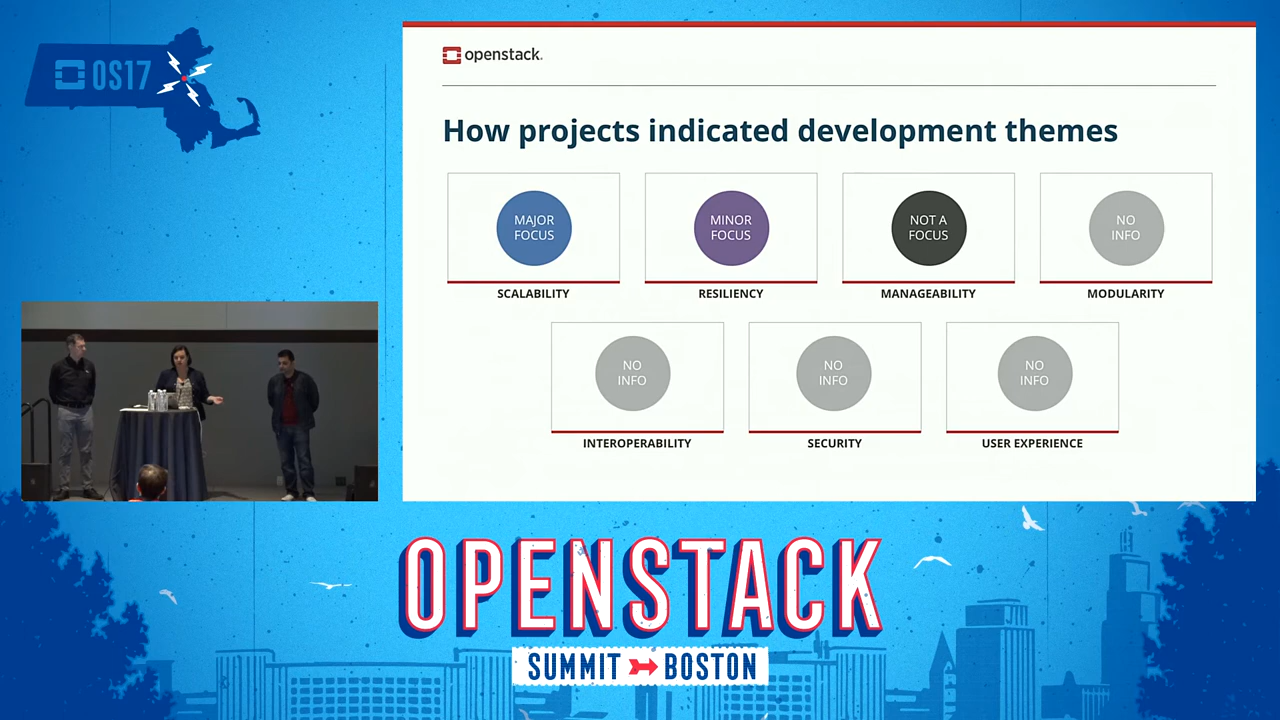 OS17
openstack.
How projects indicated development themes
MAJOR
FOCUS
SCALABILITY
MINOR
FOCUS
RESILIENCY
NOT A
FOCUS
MANAGEABILITY
NO
INFO
MODULARITY
NO
INFO
INTEROPERABILITY
NO
INFO
SECURITY
NO
INFO
USER EXPERIENCE
OPENSTACK
SUMMIT BOSTON